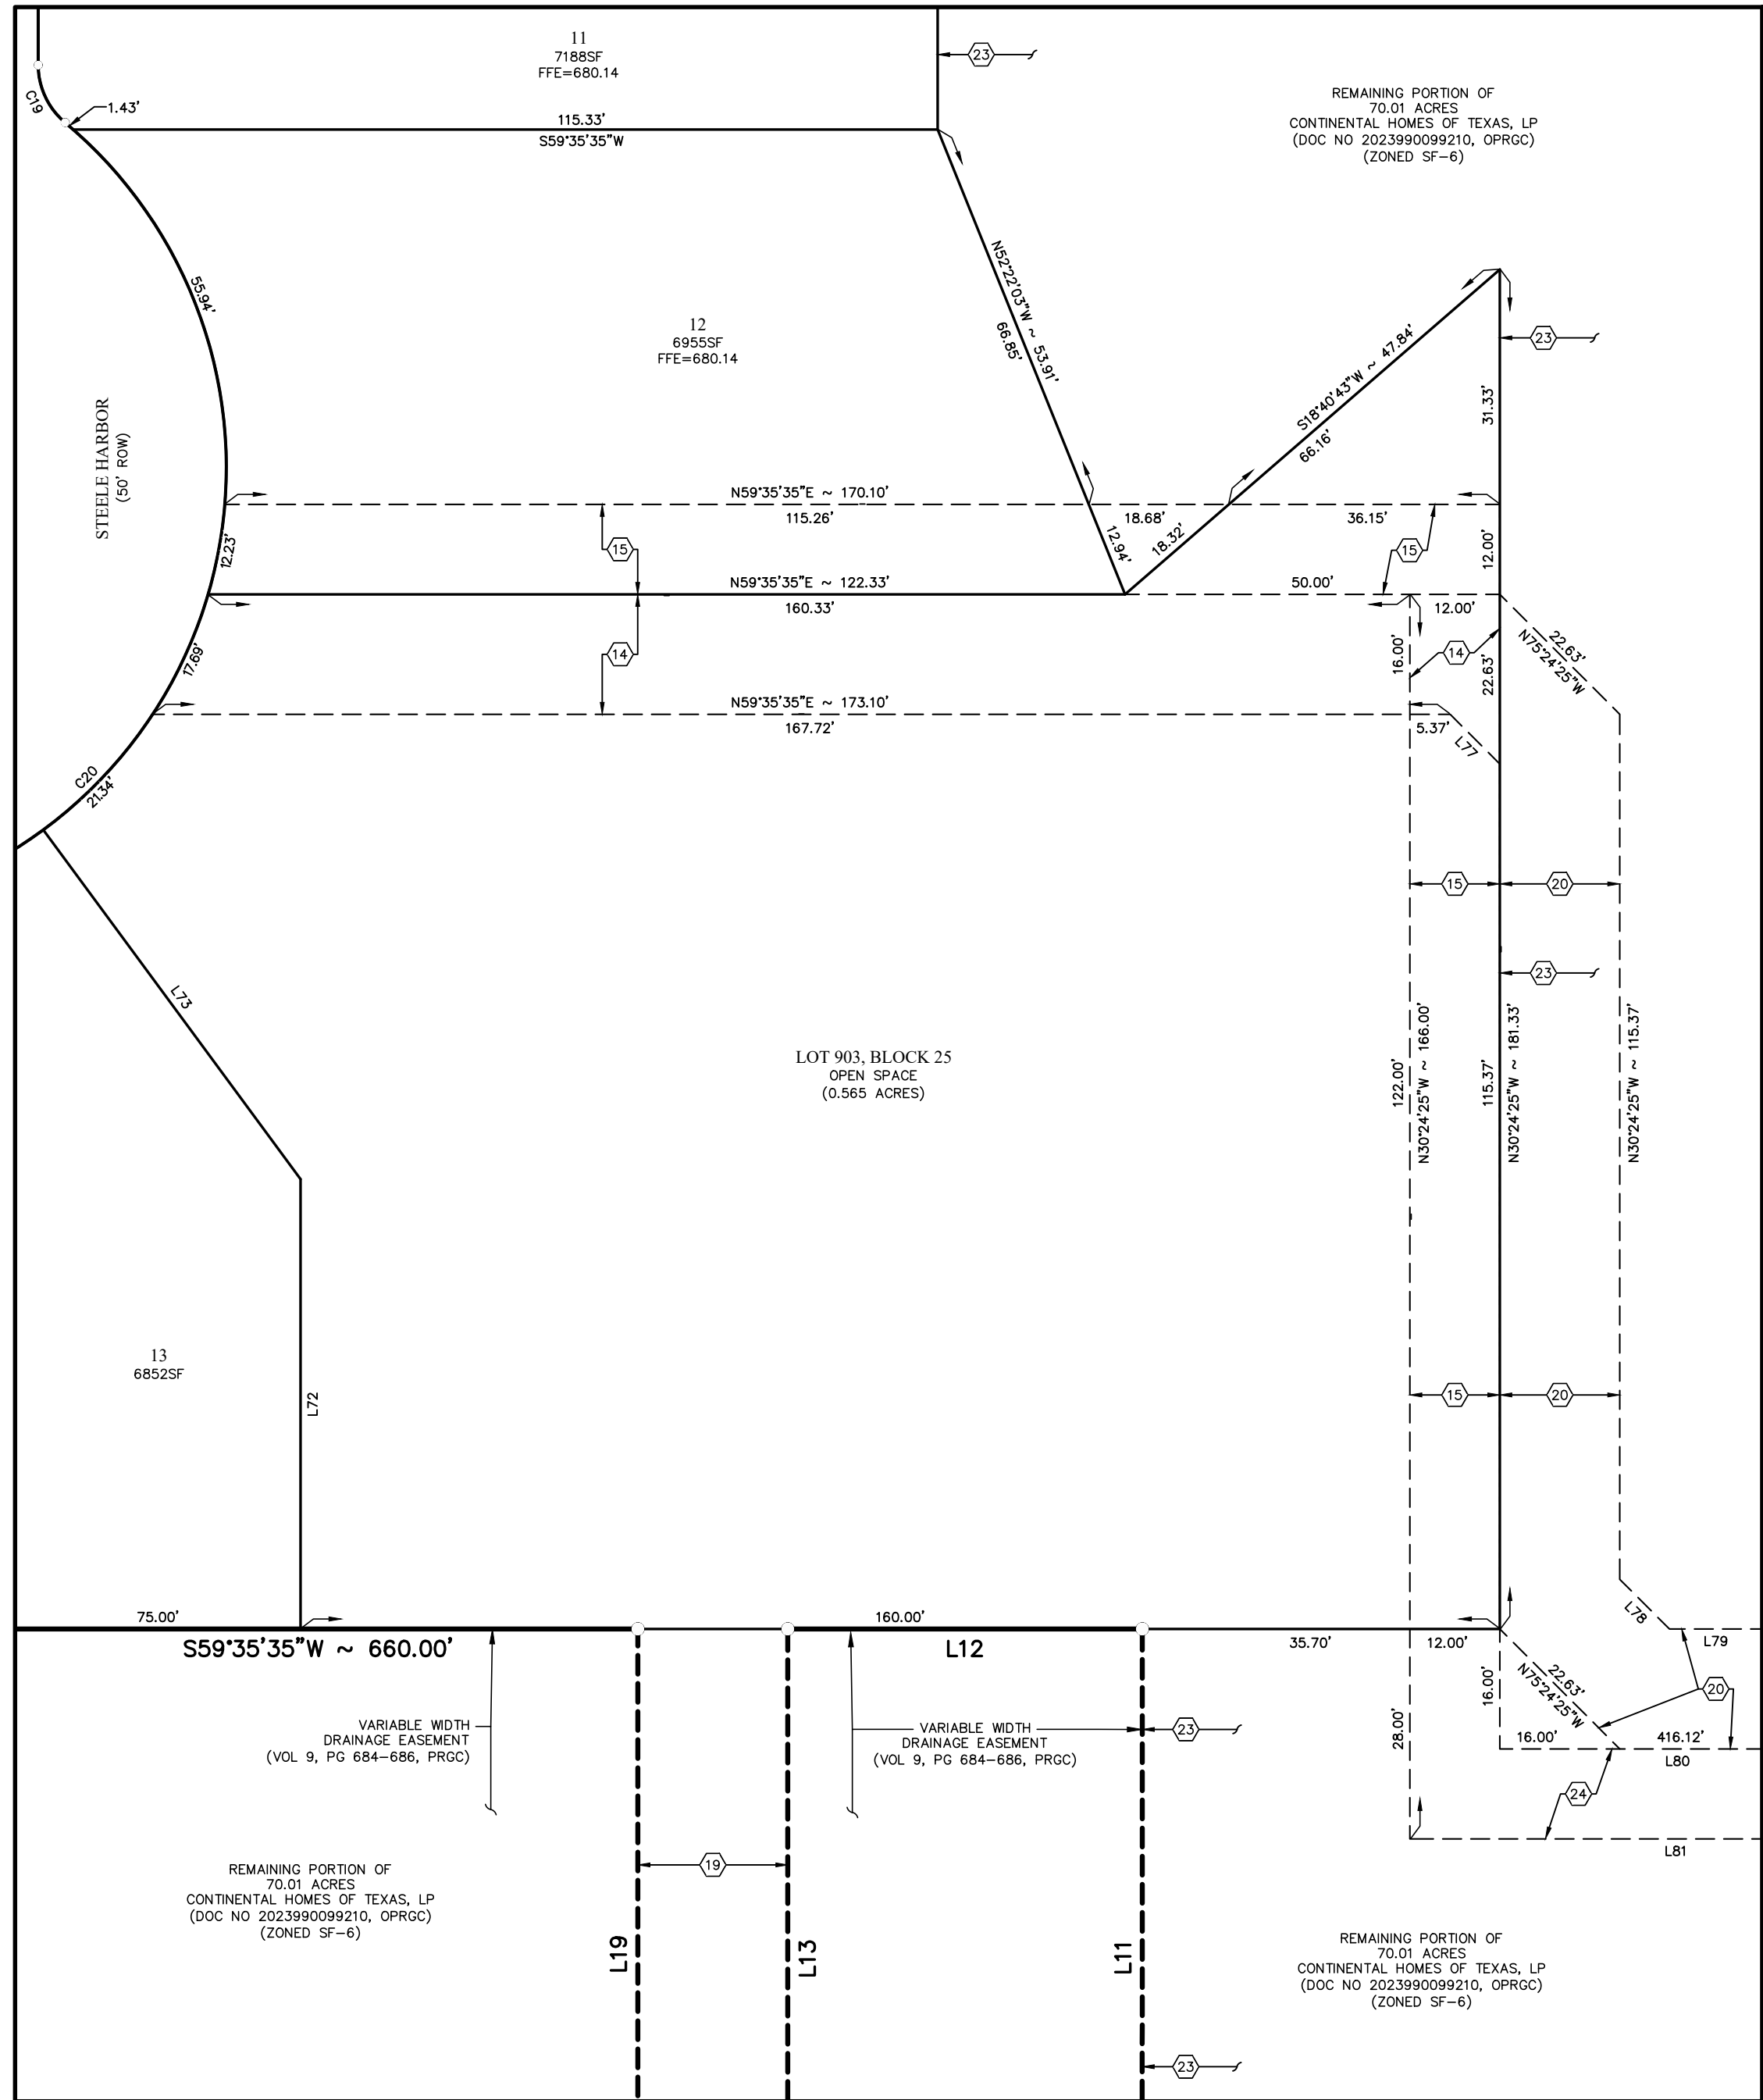 11
7188SF
FFE=680.14
23
REMAINING PORTION OF
70.01 ACRES
CONTINENTAL HOMES OF TEXAS, LP
(DOC NO 2023990099210, OPRGC)
(ZONED SF-6)
C19
1.43'
115.33'
S59°35'35"W
55.94'
N52°22'03"W ~ 53.91'
66.85'
12
6955SF
FFE=680.14
S18°40'43"W ~ 47.84'
66.16'
23
31.33'
STEELE HARBOR
(50' ROW)
N59°35'35"E ~ 170.10'
115.26'
18.68'
36.15'
12.23'
15
12.94'
18.32'
15
12.00'
N59°35'35"E ~ 122.33'
160.33'
50.00'
12.00'
17.69'
14
16.00'
14
22.63'
22.63'
N75°24'25"W
N59°35'35"E ~ 173.10'
167.72'
5.37'
L77
C20
21.34'
15
20
23
L73
LOT 903, BLOCK 25
OPEN SPACE
(0.565 ACRES)
122.00'
N30°24'25"W ~ 166.00'
115.37'
N30°24'25"W ~ 181.33'
N30°24'25"W ~ 115.37'
13
6852SF
L72
15
20
75.00'
160.00'
S59°35'35"W ~ 660.00'
L12
35.70'
12.00'
L78
L79
VARIABLE WIDTH
DRAINAGE EASEMENT
(VOL 9, PG 684-686, PRGC)
VARIABLE WIDTH
DRAINAGE EASEMENT
(VOL 9, PG 684-686, PRGC)
23
28.00'
16.00'
22.63'
N75°24'25"W
20
16.00'
416.12'
L80
24
L81
19
REMAINING PORTION OF
70.01 ACRES
CONTINENTAL HOMES OF TEXAS, LP
(DOC NO 2023990099210, OPRGC)
(ZONED SF-6)
L19
L13
L11
REMAINING PORTION OF
70.01 ACRES
CONTINENTAL HOMES OF TEXAS, LP
(DOC NO 2023990099210, OPRGC)
(ZONED SF-6)
23